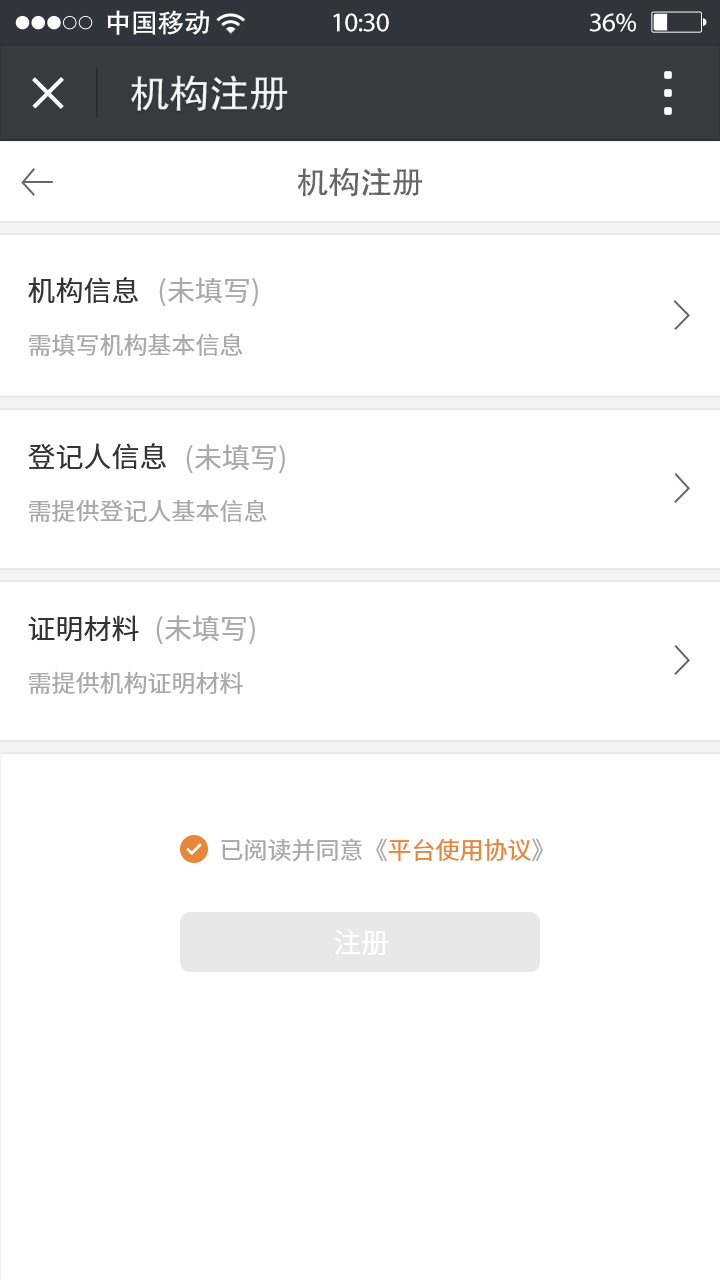 中国移动 10:30 36%
机构注册
机构注册
机构信息 (未填写)
需填写机构基本信息
登记人信息 (未填写)
需提供登记人基本信息
证明材料 (未填写)
需提供机构证明材料
已阅读并同意《平台使用协议》
注册